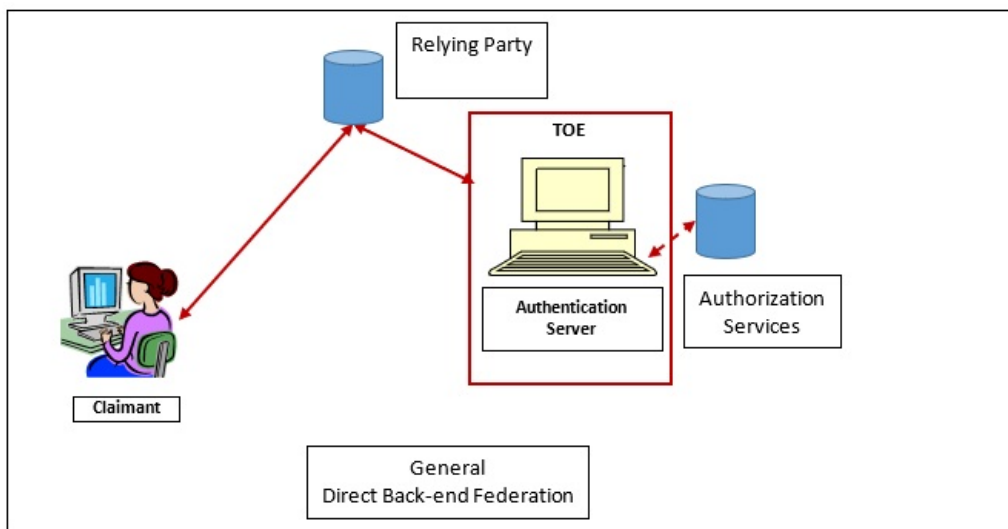 Relying Party
TOE
Authentication
Server
Authorization
Services
Claimant
General
Direct Back-end Federation